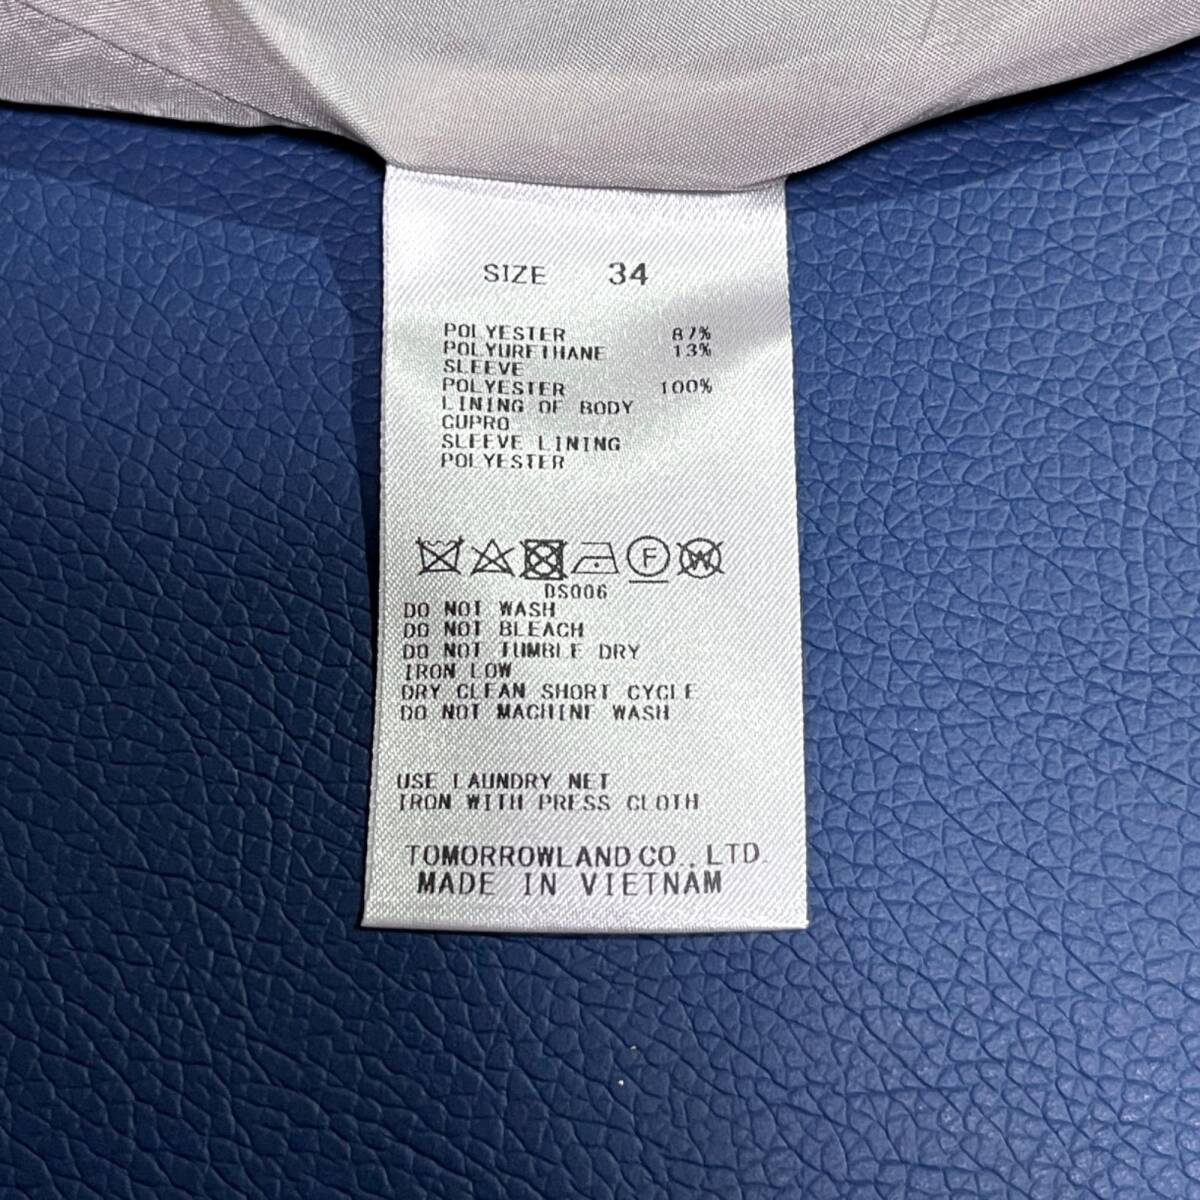 SIZE 34
POLYESTER 87%
POLYURETHANE 13%
SLEEVE
POLYESTER 100%
LINING OF BODY
CUPRO
SLEEVE LINING
POLYESTER
F W
DS006
DO NOT WASH
DO NOT BLEACH
DO NOT TUMBLE DRY
IRON LOW
DRY CLEAN SHORT CYCLE
DO NOT MACHINE WASH
USE LAUNDRY NET
IRON WITH PRESS CLOTH
TOMORROWLAND CO., LTD.
MADE IN VIETNAM